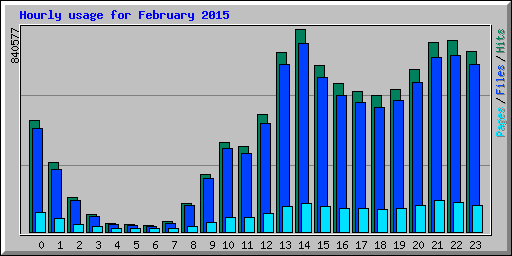 Hourly usage for February 2015
840577
Pages/Files/Hits
0 1 2 3 4 5 6 7 8 9 10 11 12 13 14 15 16 17 18 19 20 21 22 23